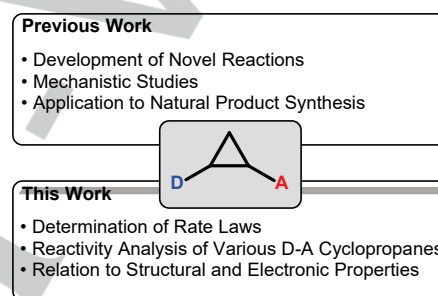 Previous Work
• Development of Novel Reactions
• Mechanistic Studies
• Application to Natural Product Synthesis
D
A
This Work
• Determination of Rate Laws
• Reactivity Analysis of Various D-A Cyclopropanes
• Relation to Structural and Electronic Properties